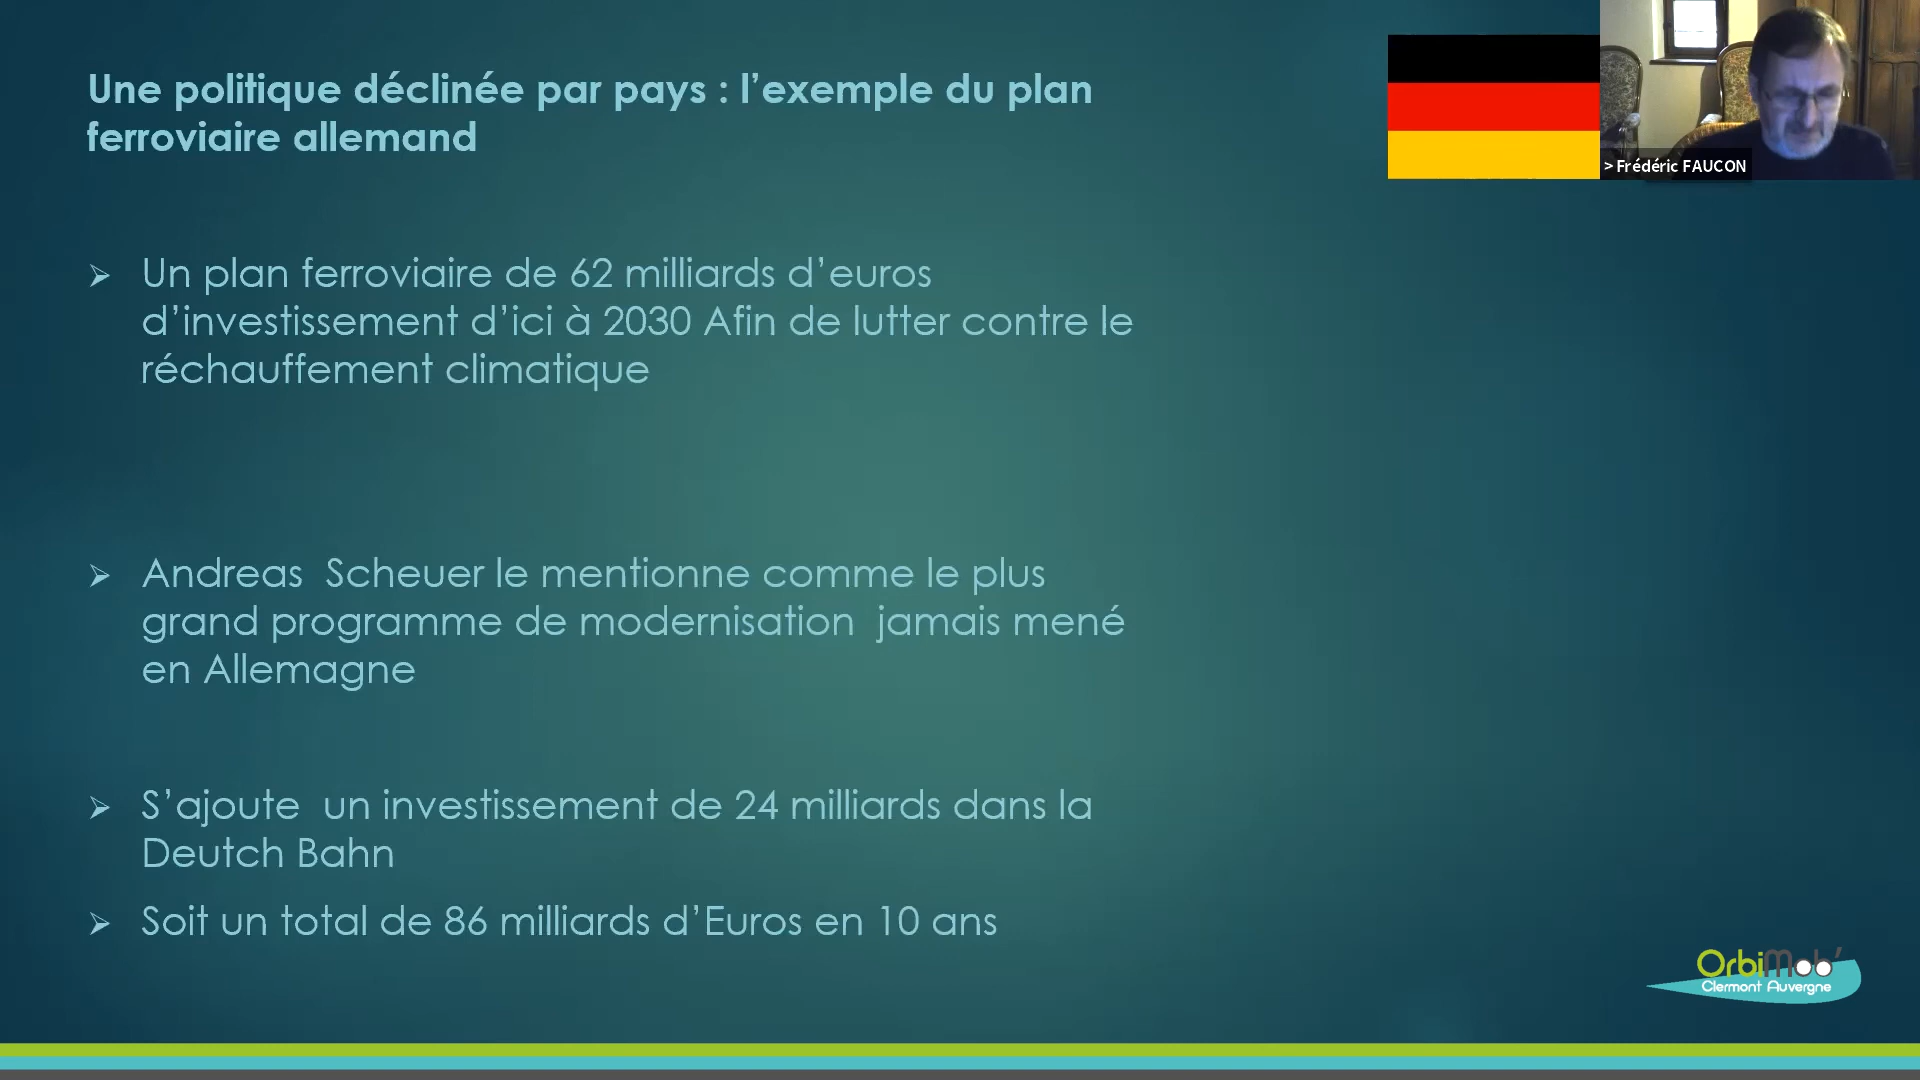 Une politique déclinée par pays : l’exemple du plan
ferroviaire allemand
> Frédéric FAUCON
➢ Un plan ferroviaire de 62 milliards d’euros
d’investissement d’ici à 2030 Afin de lutter contre le
réchauffement climatique
➢ Andreas  Scheuer le mentionne comme le plus
grand programme de modernisation  jamais mené
en Allemagne
➢ S’ajoute  un investissement de 24 milliards dans la
Deutch Bahn
➢ Soit un total de 86 milliards d’Euros en 10 ans
OrbiMob’
Clermont Auvergne